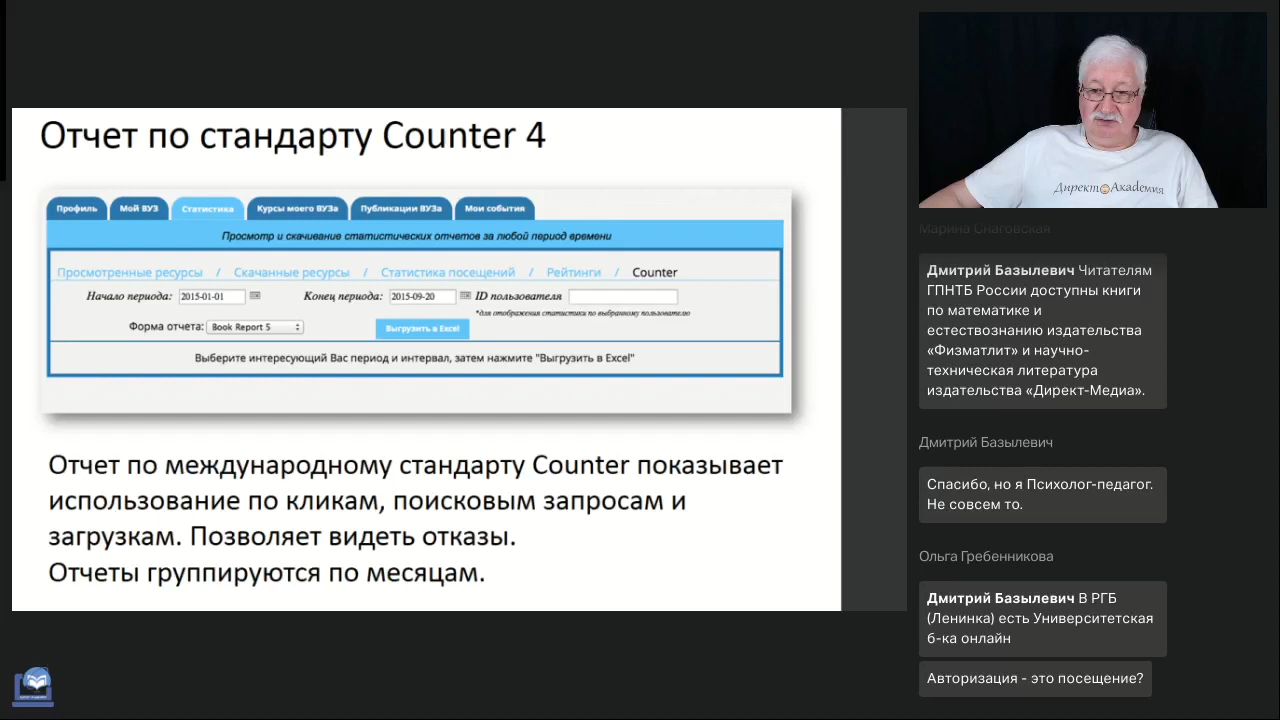 Отчет по стандарту Counter 4
Профиль
Мой ВУЗ
Статистика
Курсы моего ВУЗа
Публикации ВУЗа
Мои события
Просмотр и скачивание статистических отчетов за любой период времени
Просмотренные ресурсы / Скачанные ресурсы / Статистика посещений / Рейтинги / Counter
Начало периода: 2015-01-01 Конец периода: 2015-09-20 ID пользователя
*для отображения статистики по выбранному пользователю
Форма отчета: Book Report 5 Выгрузить в Excel
Выберите интересующий Вас период и интервал, затем нажмите "Выгрузить в Excel"
Отчет по международному стандарту Counter показывает
использование по кликам, поисковым запросам и
загрузкам. Позволяет видеть отказы.
Отчеты группируются по месяцам.
Директ Академия
Марина Снаговская
Дмитрий Базылевич Читателям
ГПНТБ России доступны книги
по математике и
естествознанию издательства
«Физматлит» и научно-
техническая литература
издательства «Директ-Медиа».
Дмитрий Базылевич
Спасибо, но я Психолог-педагог.
Не совсем то.
Ольга Гребенникова
Дмитрий Базылевич В РГБ
(Ленинка) есть Университетская
б-ка онлайн
Авторизация - это посещение?